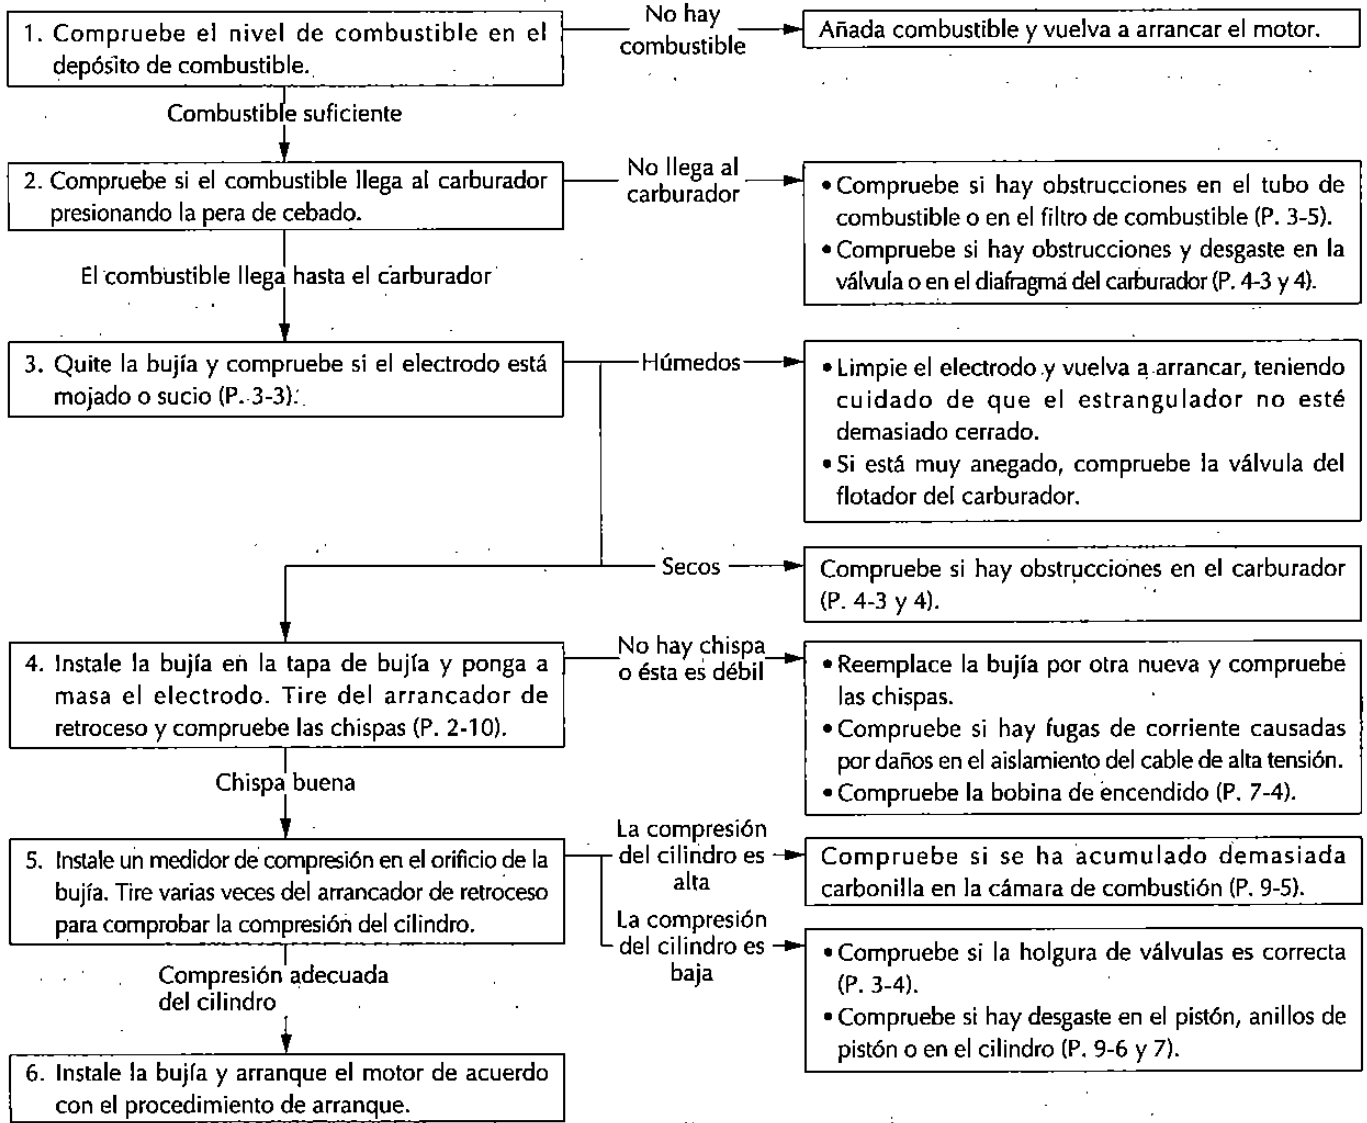 1. Compruebe el nivel de combustible en el
depósito de combustible.
No hay
combustible
Añada combustible y vuelva a arrancar el motor.
Combustible suficiente
2. Compruebe si el combustible llega al carburador
presionando la pera de cebado.
No llega al
carburador
• Compruebe si hay obstrucciones en el tubo de
combustible o en el filtro de combustible (P. 3-5).
• Compruebe si hay obstrucciones y desgaste en la
válvula o en el diafragma del carburador (P. 4-3 y 4).
El combustible llega hasta el carburador
3. Quite la bujía y compruebe si el electrodo está
mojado o sucio (P. 3-3).
Húmedos
• Limpie el electrodo y vuelva a arrancar, teniendo
cuidado de que el estrangulador no esté
demasiado cerrado.
• Si está muy anegado, compruebe la válvula del
flotador del carburador.
Secos
Compruebe si hay obstrucciones en el carburador
(P. 4-3 y 4).
4. Instale la bujía en la tapa de bujía y ponga a
masa el electrodo. Tire del arrancador de
retroceso y compruebe las chispas (P. 2-10).
No hay chispa
o ésta es débil
• Reemplace la bujía por otra nueva y compruebe
las chispas.
• Compruebe si hay fugas de corriente causadas
por daños en el aislamiento del cable de alta tensión.
• Compruebe la bobina de encendido (P. 7-4).
Chispa buena
5. Instale un medidor de compresión en el orificio de la
bujía. Tire varias veces del arrancador de retroceso
para comprobar la compresión del cilindro.
La compresión
del cilindro es
alta
Compruebe si se ha acumulado demasiada
carbonilla en la cámara de combustión (P. 9-5).
La compresión
del cilindro es
baja
• Compruebe si la holgura de válvulas es correcta
(P. 3-4).
• Compruebe si hay desgaste en el pistón, anillos de
pistón o en el cilindro (P. 9-6 y 7).
Compresión adecuada
del cilindro
6. Instale la bujía y arranque el motor de acuerdo
con el procedimiento de arranque.